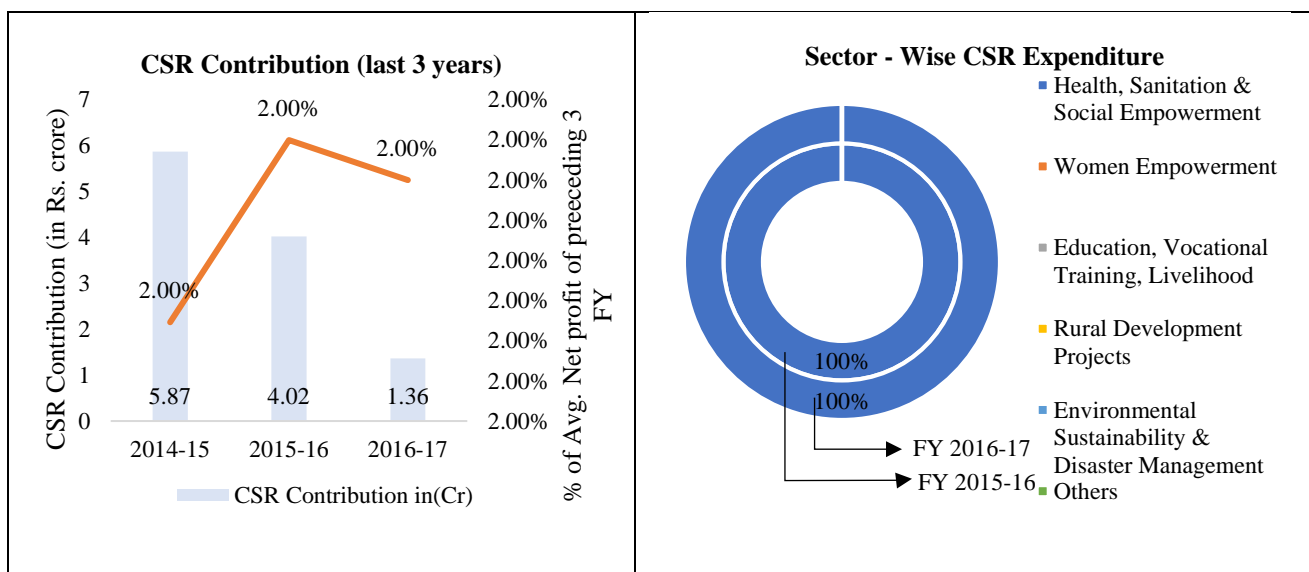 CSR Contribution (last 3 years)
CSR Contribution (in Rs. crore)
7
6
5
4
3
2
1
0
2.00%
2.00%
2.00%
5.87
4.02
1.36
2014-15
2015-16
2016-17
2.00%
2.00%
2.00%
2.00%
2.00%
2.00%
2.00%
2.00%
2.00%
% of Avg. Net profit of preceeding 3
FY
CSR Contribution in(Cr)
Sector - Wise CSR Expenditure
100%
100%
FY 2016-17
FY 2015-16
Health, Sanitation &
Social Empowerment
Women Empowerment
Education, Vocational
Training, Livelihood
Rural Development
Projects
Environmental
Sustainability &
Disaster Management
Others